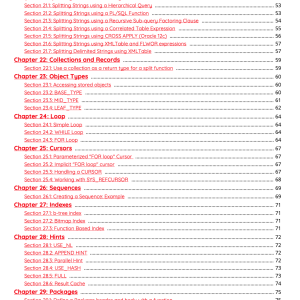 Section 21.1: Splitting Strings using a Hierarchical Query 53
Section 21.2: Splitting Strings using a PL/SQL Function 53
Section 21.3: Splitting Strings using a Recursive Sub-query Factoring Clause 54
Section 21.4: Splitting Strings using a Correlated Table Expression 55
Section 21.5: Splitting Strings using CROSS APPLY (Oracle 12c) 56
Section 21.6: Splitting Strings using XMLTable and FLWOR expressions 57
Section 21.7: Splitting Delimited Strings using XMLTable 57
Chapter 22: Collections and Records 59
Section 22.1: Use a collection as a return type for a split function 59
Chapter 23: Object Types 60
Section 23.1: Accessing stored objects 60
Section 23.2: BASE_TYPE 60
Section 23.3: MID_TYPE 61
Section 23.4: LEAF_TYPE 62
Chapter 24: Loop 64
Section 24.1: Simple Loop 64
Section 24.2: WHILE Loop 64
Section 24.3: FOR Loop 64
Chapter 25: Cursors 67
Section 25.1: Parameterized "FOR loop" Cursor 67
Section 25.2: Implicit "FOR loop" cursor 67
Section 25.3: Handling a CURSOR 67
Section 25.4: Working with SYS_REFCURSOR 68
Chapter 26: Sequences 69
Section 26.1: Creating a Sequence: Example 69
Chapter 27: Indexes 71
Section 27.1: b-tree index 71
Section 27.2: Bitmap Index 71
Section 27.3: Function Based Index 71
Chapter 28: Hints 72
Section 28.1: USE_NL 72
Section 28.2: APPEND HINT 72
Section 28.3: Parallel Hint 72
Section 28.4: USE_HASH 73
Section 28.5: FULL 73
Section 28.6: Result Cache 74
Chapter 29: Packages 75